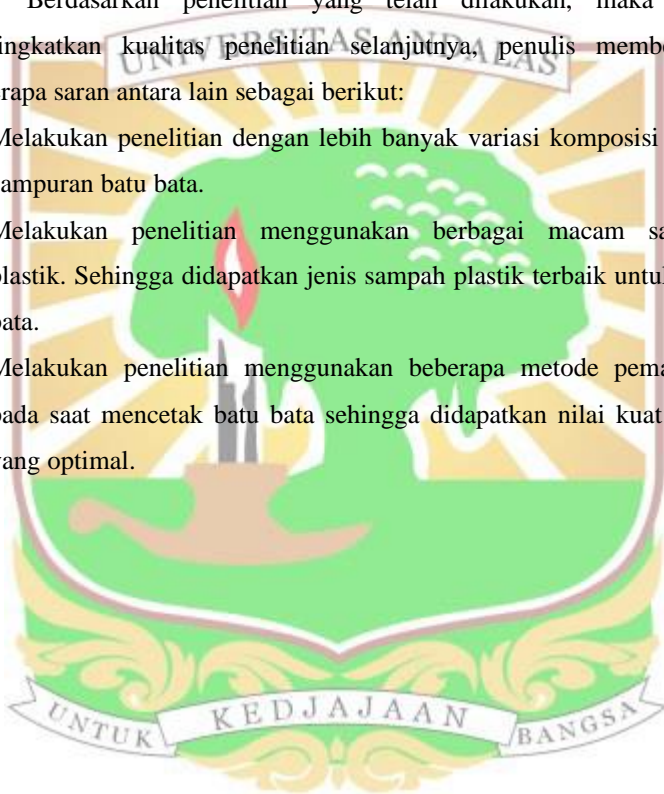 Berdasarkan penelitian yang telah dilakukan, maka
ingkatkan kualitas penelitian selanjutnya, penulis membe
UNIVERSITAS ANDALAS
rapa saran antara lain sebagai berikut:
Melakukan penelitian dengan lebih banyak variasi komposisi
campuran batu bata.
Melakukan penelitian menggunakan berbagai macam sa
plastik. Sehingga didapatkan jenis sampah plastik terbaik untuk
bata.
Melakukan penelitian menggunakan beberapa metode pema
pada saat mencetak batu bata sehingga didapatkan nilai kuat
yang optimal.
UNTUK KEDJAJAAN BANGSA